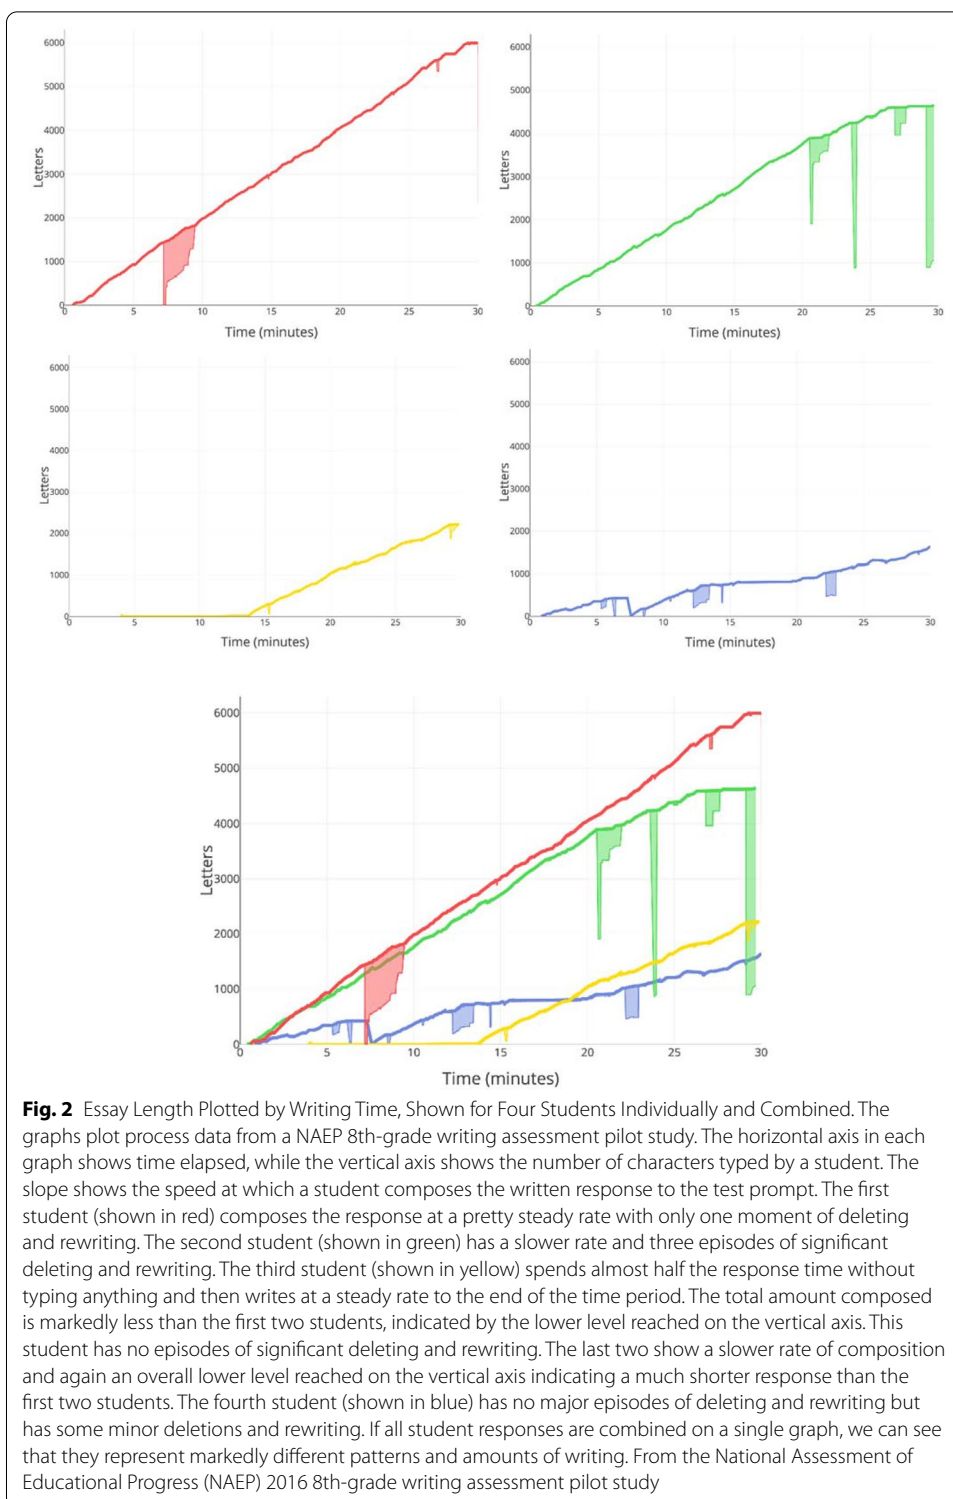 6000
5000
4000
3000
2000
1000
0
Letters
0 5 10 15 20 25 30
Time (minutes)
6000
5000
4000
3000
2000
1000
0
Letters
0 5 10 15 20 25 30
Time (minutes)
6000
5000
4000
3000
2000
1000
0
Letters
0 5 10 15 20 25 30
Time (minutes)
6000
5000
4000
3000
2000
1000
0
Letters
0 5 10 15 20 25 30
Time (minutes)
6000
5000
4000
3000
2000
1000
0
Letters
0 5 10 15 20 25 30
Time (minutes)
Fig. 2 Essay Length Plotted by Writing Time, Shown for Four Students Individually and Combined. The
graphs plot process data from a NAEP 8th-grade writing assessment pilot study. The horizontal axis in each
graph shows time elapsed, while the vertical axis shows the number of characters typed by a student. The
slope shows the speed at which a student composes the written response to the test prompt. The first
student (shown in red) composes the response at a pretty steady rate with only one moment of deleting
and rewriting. The second student (shown in green) has a slower rate and three episodes of significant
deleting and rewriting. The third student (shown in yellow) spends almost half the response time without
typing anything and then writes at a steady rate to the end of the time period. The total amount composed
is markedly less than the first two students, indicated by the lower level reached on the vertical axis. This
student has no episodes of significant deleting and rewriting. The last two show a slower rate of composition
and again an overall lower level reached on the vertical axis indicating a much shorter response than the
first two students. The fourth student (shown in blue) has no major episodes of deleting and rewriting but
has some minor deletions and rewriting. If all student responses are combined on a single graph, we can see
that they represent markedly different patterns and amounts of writing. From the National Assessment of
Educational Progress (NAEP) 2016 8th-grade writing assessment pilot study